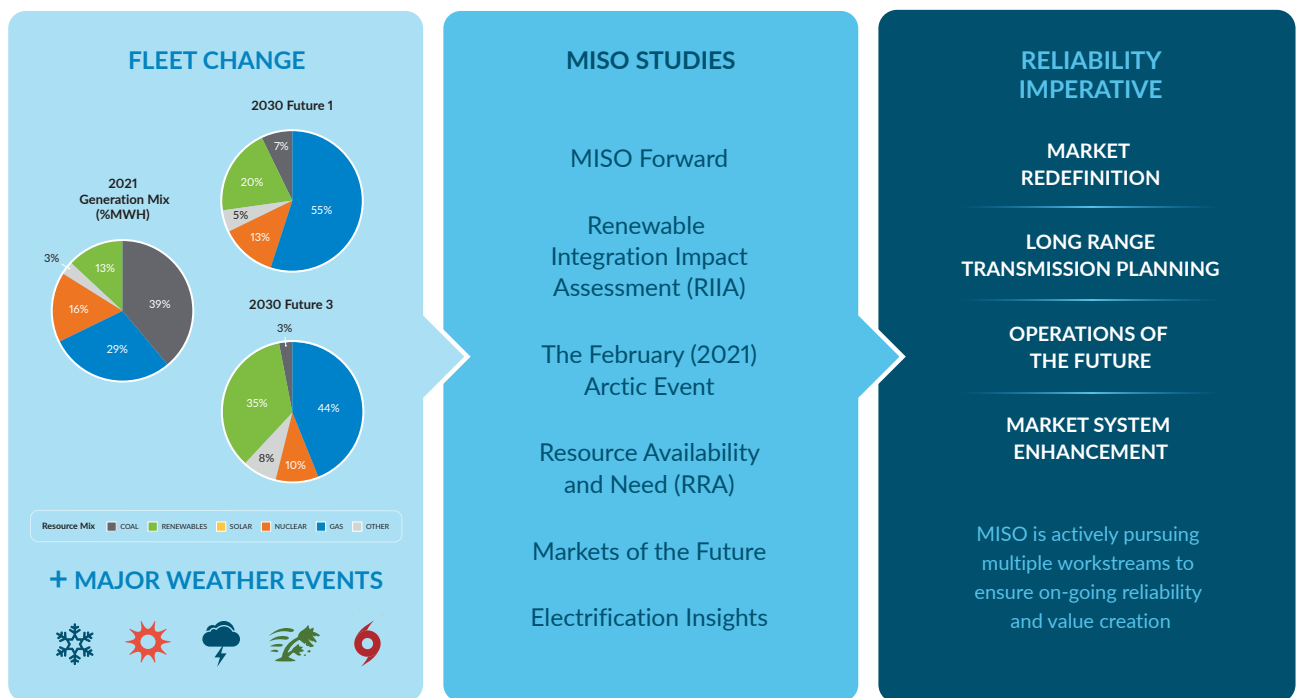 FLEET CHANGE
2030 Future 1
7%
20%
5%
55%
13%
2021
Generation Mix
(%MWH)
3%
13%
39%
16%
29%
2030 Future 3
3%
35%
44%
8%
10%
Resource Mix COAL RENEWABLES SOLAR NUCLEAR GAS OTHER
+ MAJOR WEATHER EVENTS
MISO STUDIES
MISO Forward
Renewable
Integration Impact
Assessment (RIIA)
The February (2021)
Arctic Event
Resource Availability
and Need (RRA)
Markets of the Future
Electrification Insights
RELIABILITY
IMPERATIVE
MARKET
REDEFINITION
LONG RANGE
TRANSMISSION PLANNING
OPERATIONS OF
THE FUTURE
MARKET SYSTEM
ENHANCEMENT
MISO is actively pursuing
multiple workstreams to
ensure on-going reliability
and value creation